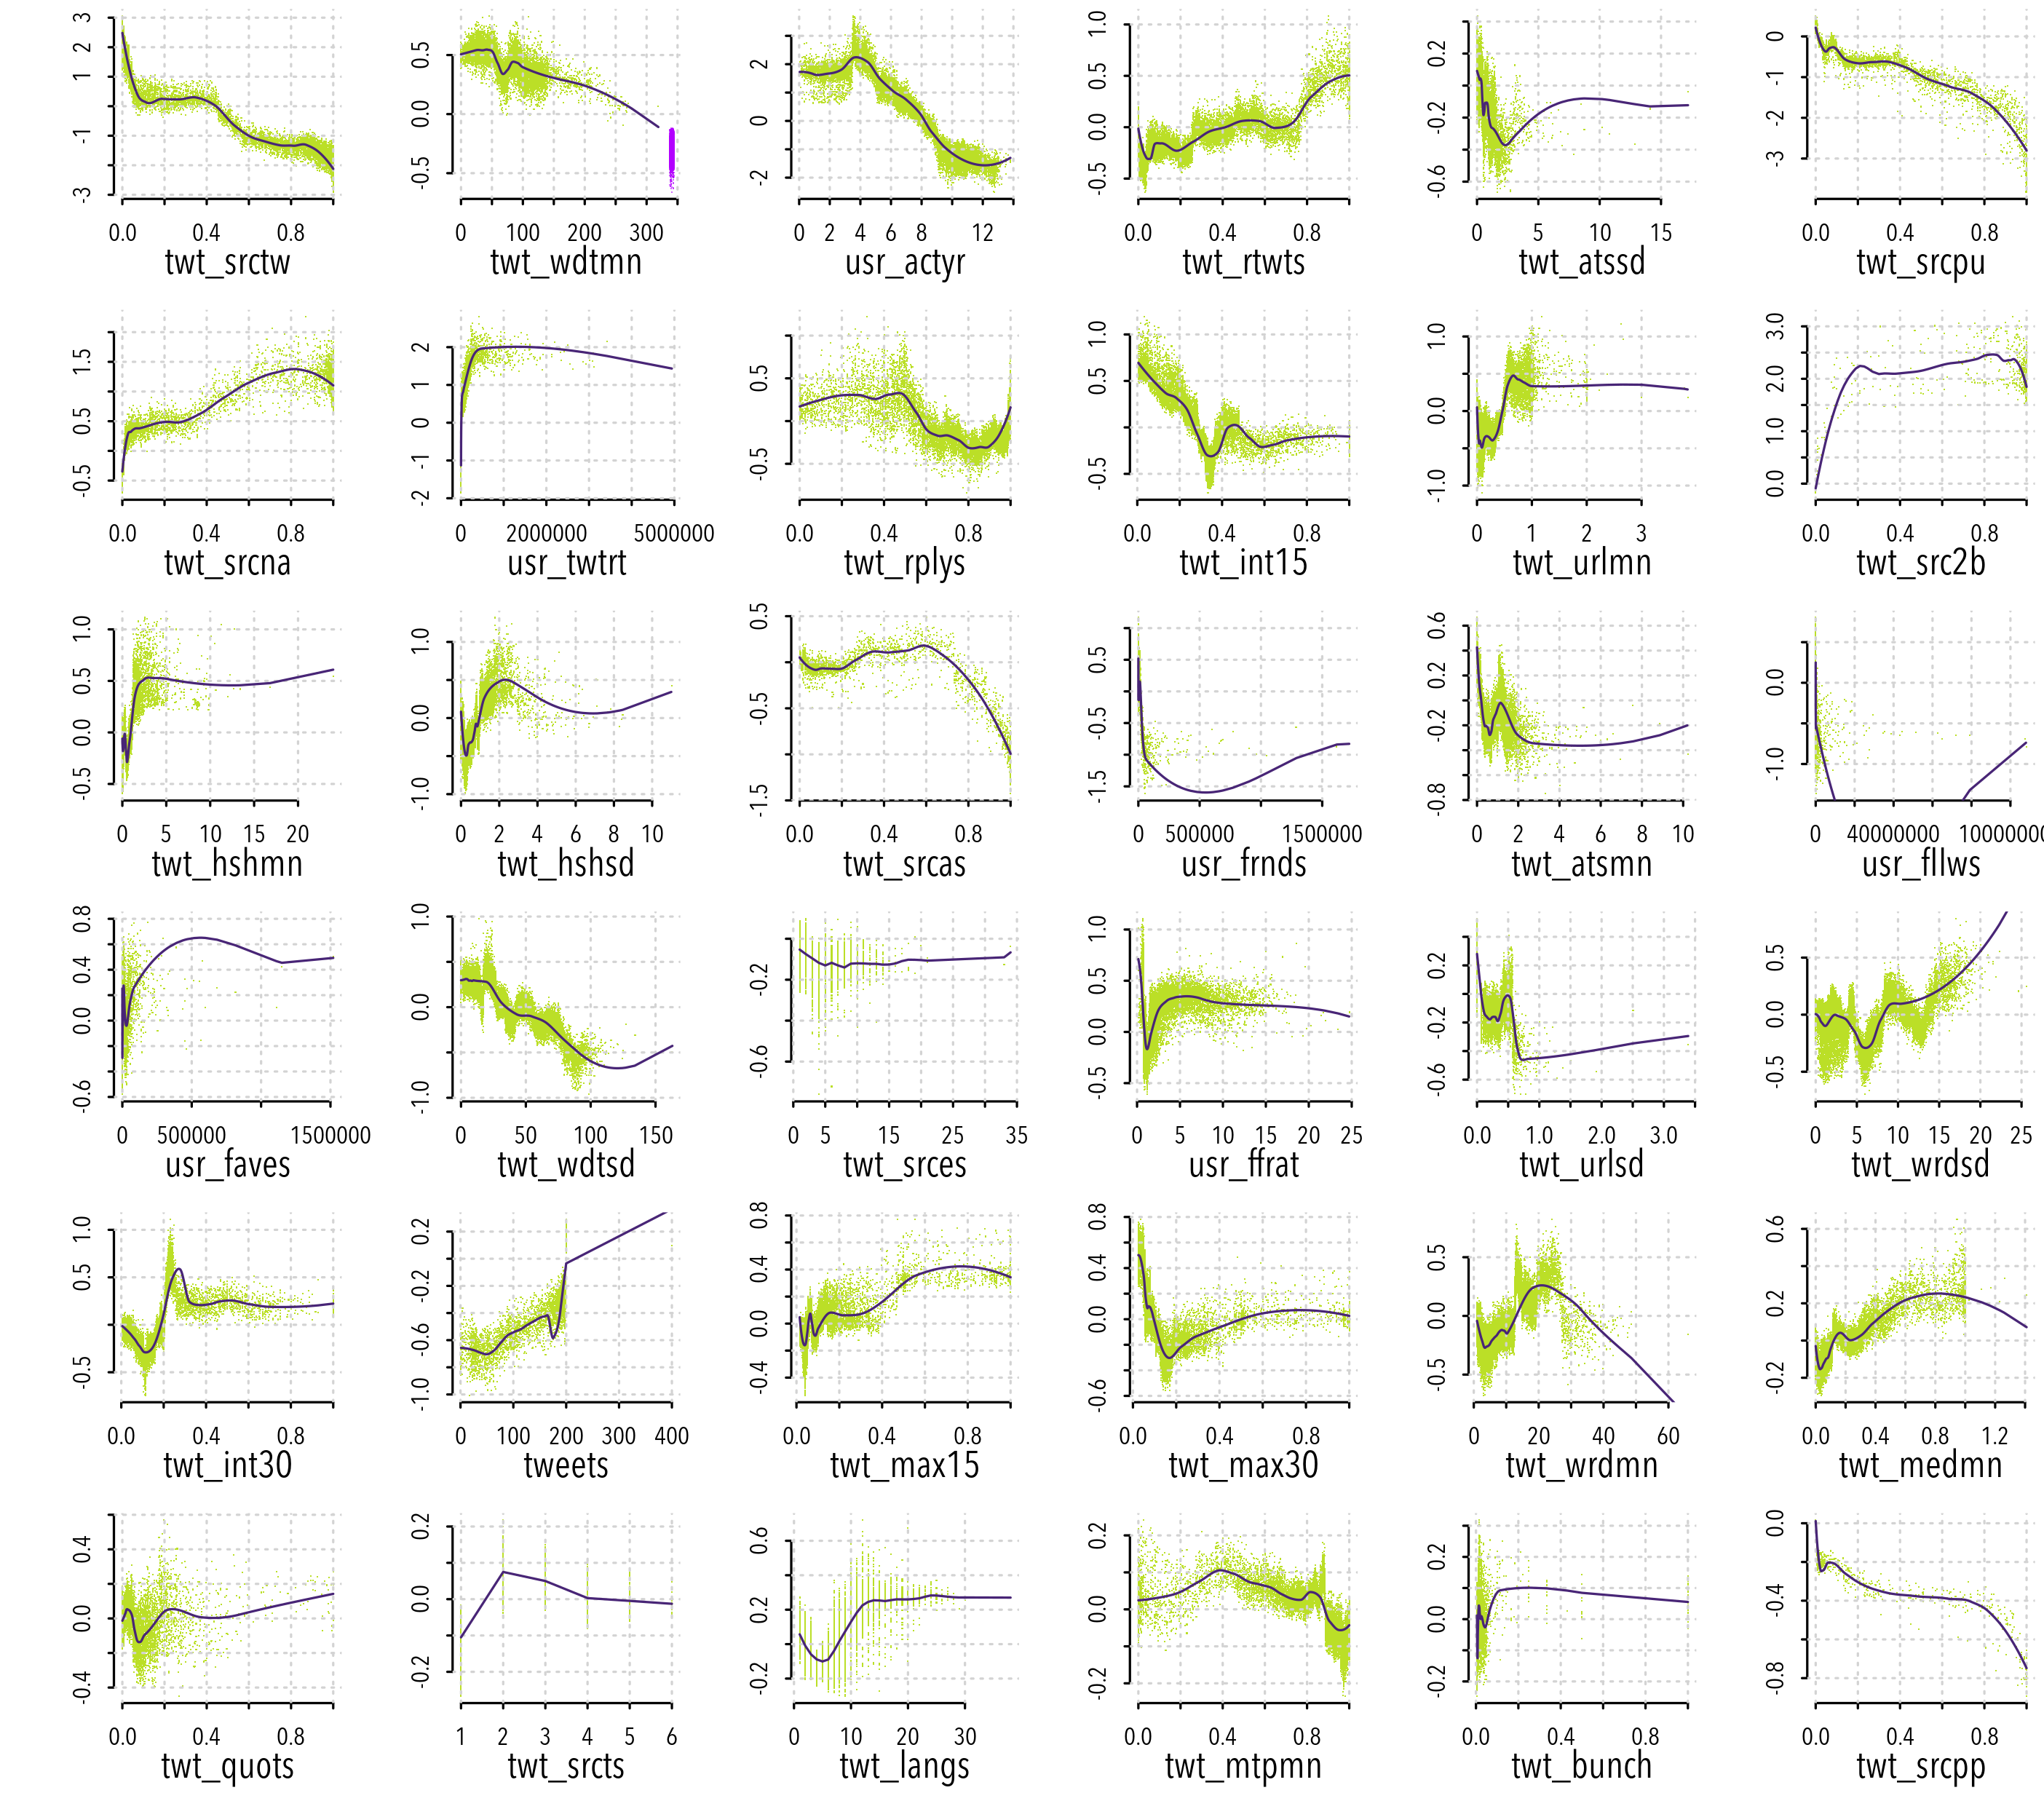 -3 -1 1 2 3
0.0 0.4 0.8
twt_srctw
-0.5 0.0 0.5
0 100 200 300
twt_wdtmn
-2 0 2
0 2 4 6 8 12
usr_actyr
-0.5 0.0 0.5 1.0
0.0 0.4 0.8
twt_rtwts
-0.6 -0.2 0.2
0 5 10 15
twt_atssd
-3 -2 -1 0
0.0 0.4 0.8
twt_srcpu
-0.5 0.5 1.5
0.0 0.4 0.8
twt_srcna
-2 -1 0 1 2
0 2000000 5000000
usr_twtrt
0.5 0.5
0.0 0.4 0.8
twt_rplys
-0.5 0.5 1.0
0.0 0.4 0.8
twt_int15
-1.0 0.0 1.0
0 1 2 3
twt_urlmn
0.0 1.0 2.0 3.0
0.0 0.4 0.8
twt_src2b
-0.5 0.0 0.5 1.0
0 5 10 15 20
twt_hshmn
-1.0 0.0 1.0
0 2 4 6 8 10
twt_hshsd
-1.5 -0.5 0.5
0.0 0.4 0.8
twt_srcas
-1.5 -0.5 0.5
0 500000 1500000
usr_frnds
-0.8 -0.2 0.2 0.6
0 2 4 6 8 10
twt_atsmn
-1.0 0.0
0 40000000 10000000
usr_fllws
-0.6 0.0 0.4 0.8
0 500000 1500000
usr_faves
-1.0 0.0 1.0
0 50 100 150
twt_wdtsd
-0.6 -0.2
0 5 15 25 35
twt_srces
-0.5 0.0 0.5 1.0
0 5 10 15 20 25
usr_ffrat
-0.6 -0.2 0.2
0.0 1.0 2.0 3.0
twt_urlsd
-0.5 0.0 0.5
0 5 10 15 20 25
twt_wrdsd
-0.5 0.5 1.0
0.0 0.4 0.8
twt_int30
-1.0 -0.6 -0.2 0.2
0 100 200 300 400
tweets
-0.4 0.0 0.4 0.8
0.0 0.4 0.8
twt_max15
-0.6 0.0 0.4 0.8
0.0 0.4 0.8
twt_max30
-0.5 0.0 0.5
0 20 40 60
twt_wrdmn
-0.2 0.2 0.6
0.0 0.4 0.8 1.2
twt_medmn
-0.4 0.0 0.4
0.0 0.4 0.8
twt_quots
-0.2 0.0 0.2
1 2 3 4 5 6
twt_srcts
-0.2 0.2 0.6
0 10 20 30
twt_langs
-0.2 0.0 0.2
0.0 0.4 0.8
twt_mtpmn
-0.2 0.0 0.2
0.0 0.4 0.8
twt_bunch
-0.8 -0.4 0.0
0.0 0.4 0.8
twt_srcpp